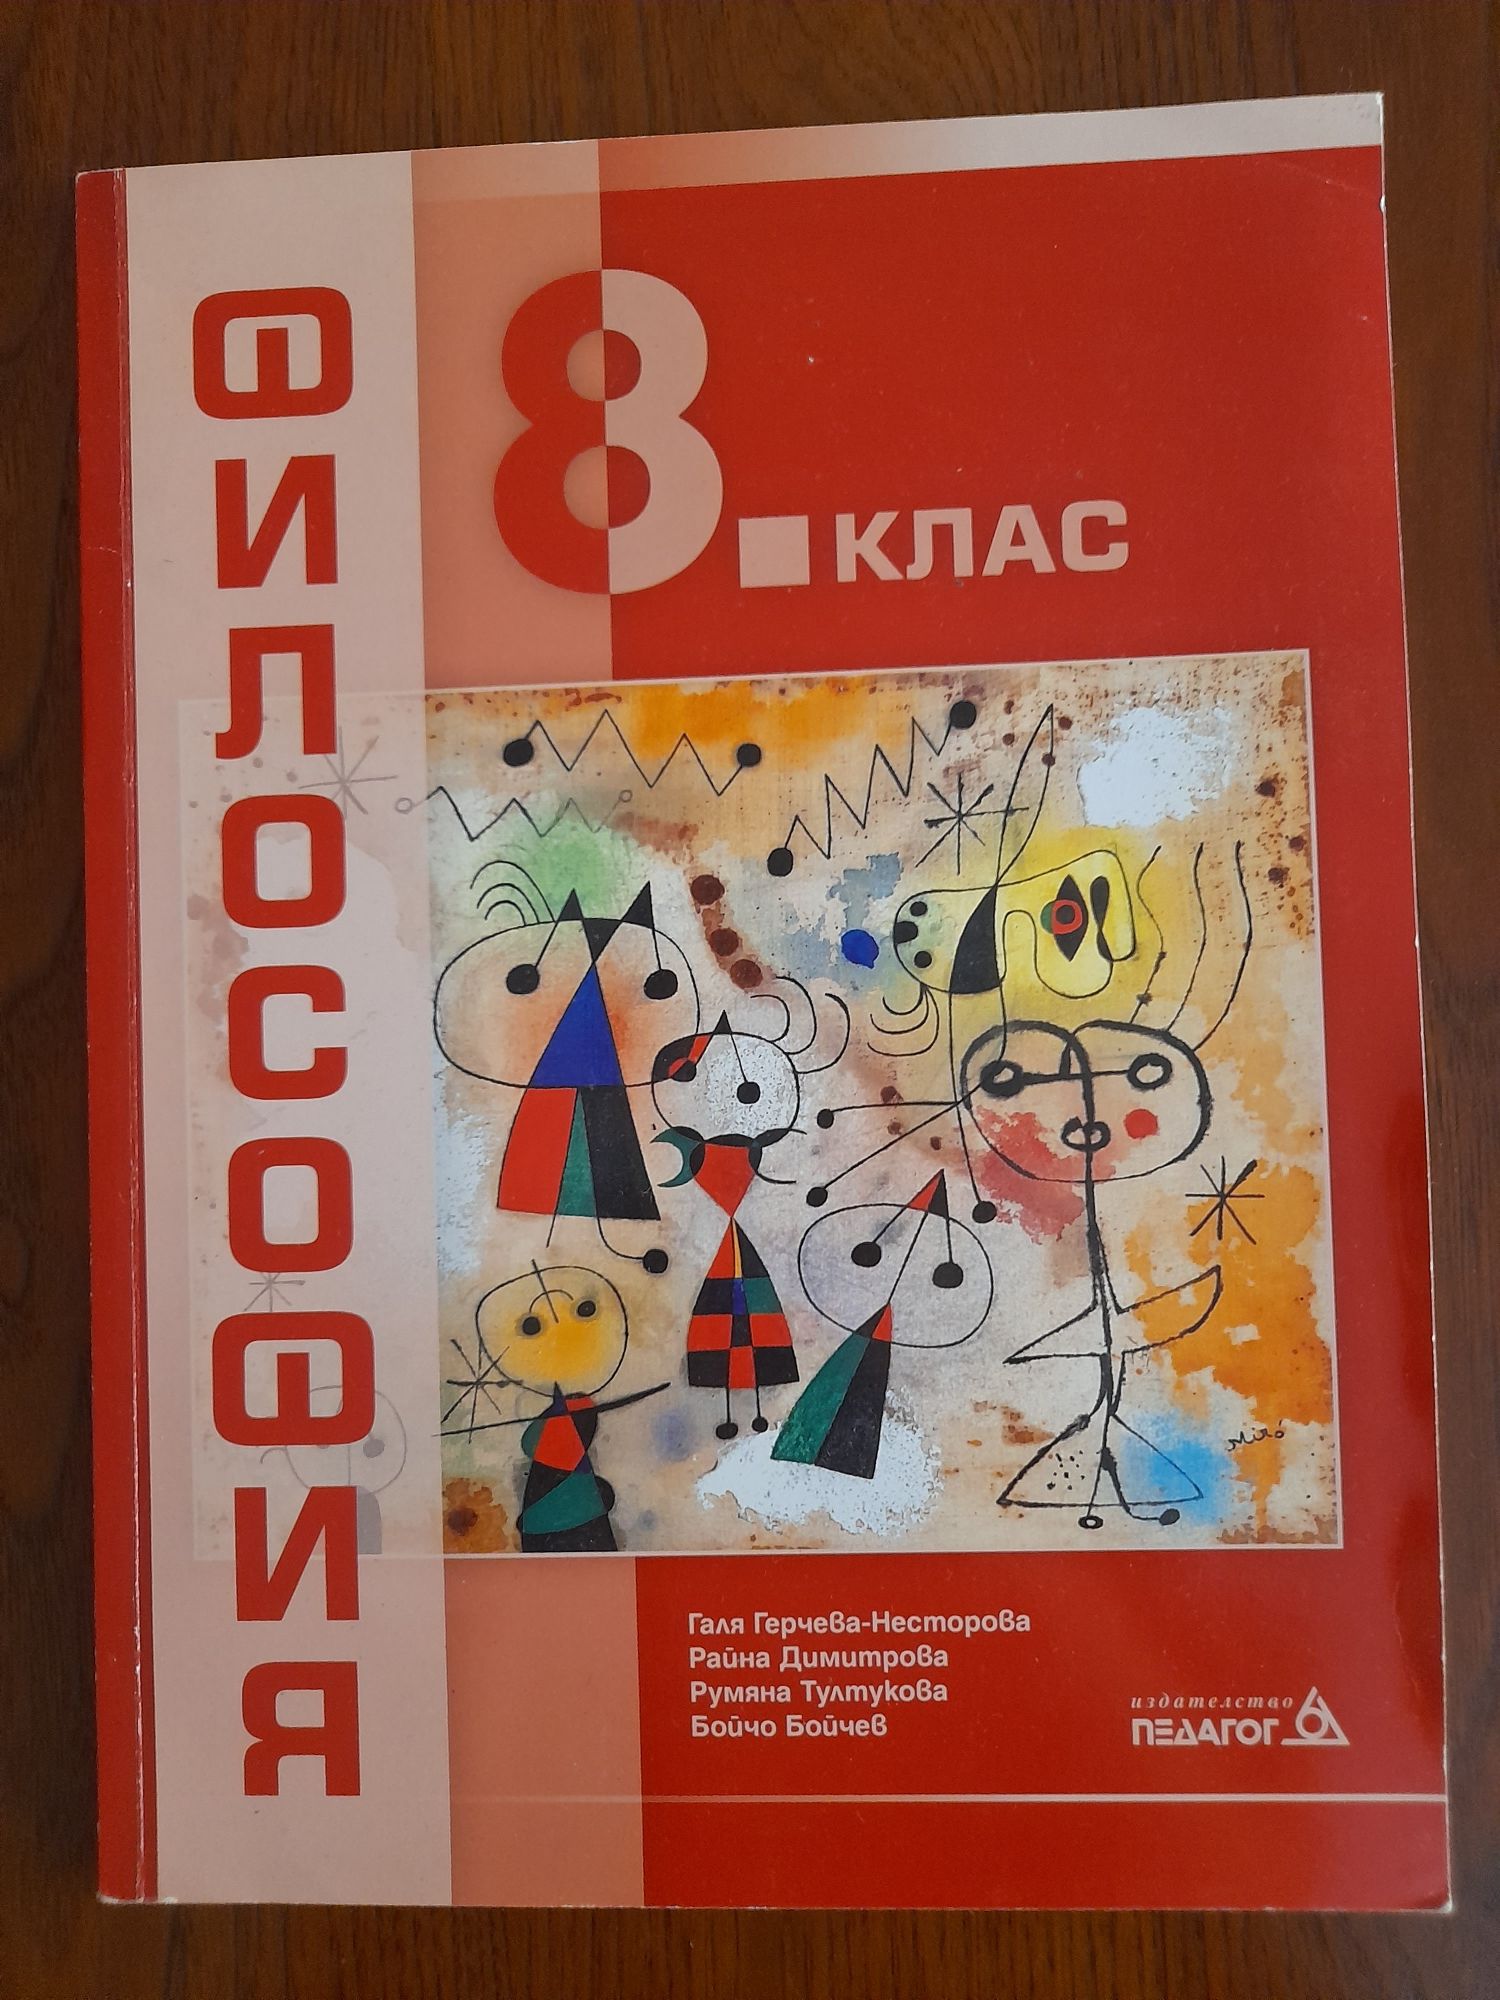 ФИЛОСОФИЯ
8. КЛАС
Miró
Галя Герчева-Несторова
Райна Димитрова
Румяна Тултукова
Бойчо Бойчев
издателство
ПЕДАГОГ 6